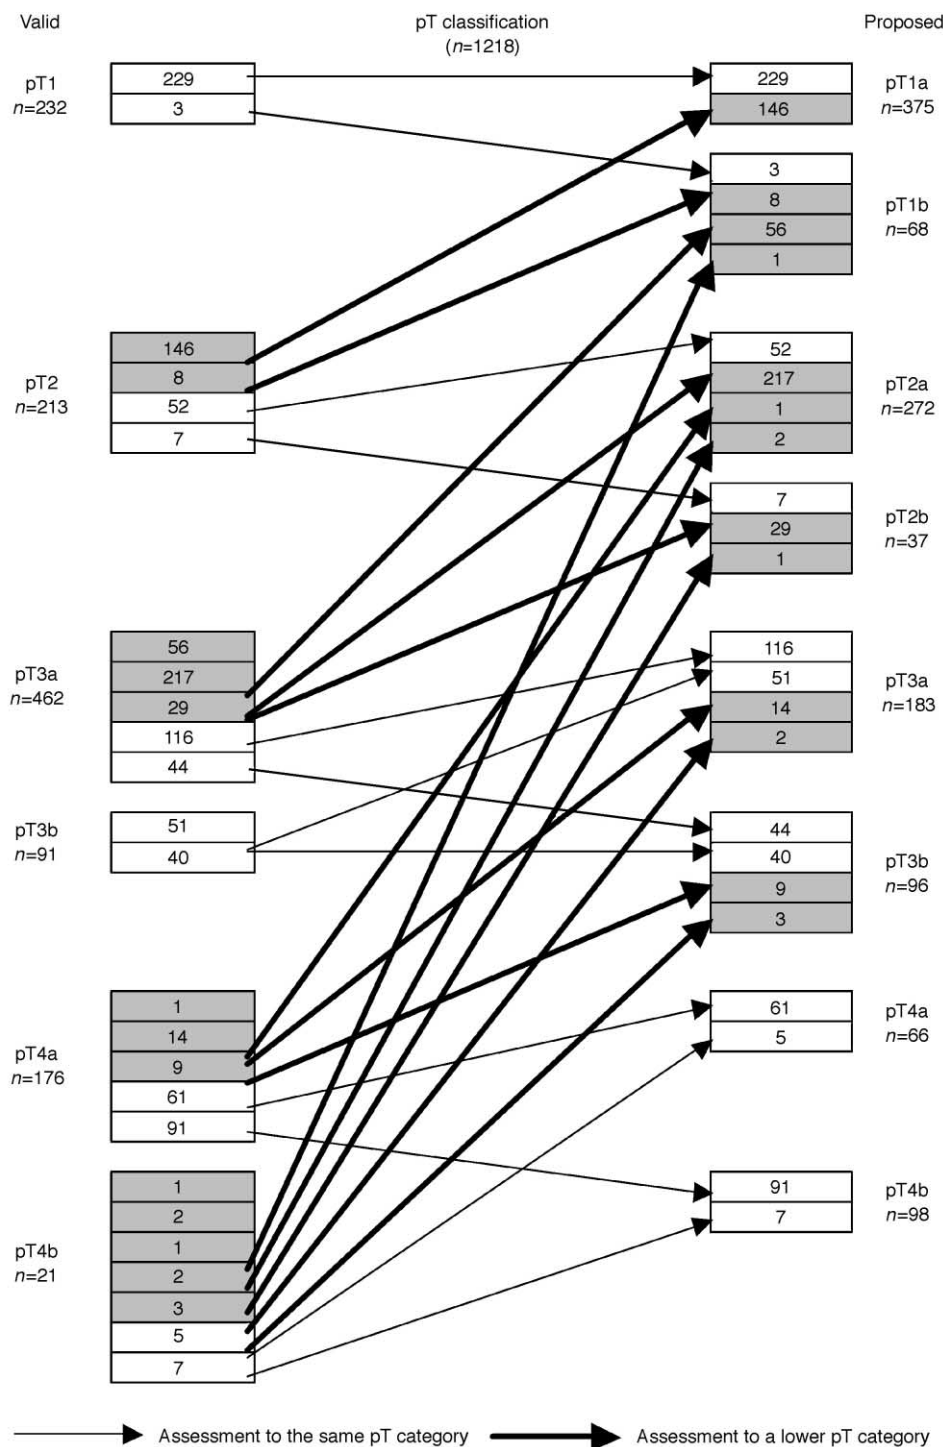 Valid
pT classification
(n=1218)
Proposed
pT1
n=232
229
3
229
146
pT1a
n=375
3
8
56
1
pT1b
n=68
pT2
n=213
146
8
52
7
52
217
1
2
pT2a
n=272
7
29
1
pT2b
n=37
pT3a
n=462
56
217
29
116
44
116
51
14
2
pT3a
n=183
pT3b
n=91
51
40
44
40
9
3
pT3b
n=96
pT4a
n=176
1
14
9
61
91
61
5
pT4a
n=66
pT4b
n=21
1
2
1
2
3
5
7
91
7
pT4b
n=98
Assessment to the same pT category
Assessment to a lower pT category